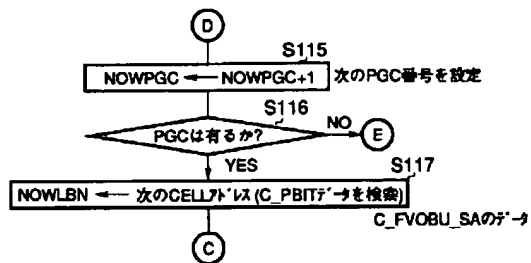 D
S115
NOWPGC ← NOWPGC+1 次のPGC番号を設定
S116
PGCは有るか? NO E
YES
S117
NOWLBN ← 次のCELLアドレス(C_PBITデータを検索)
C_FVOBU_SAのデータ
C